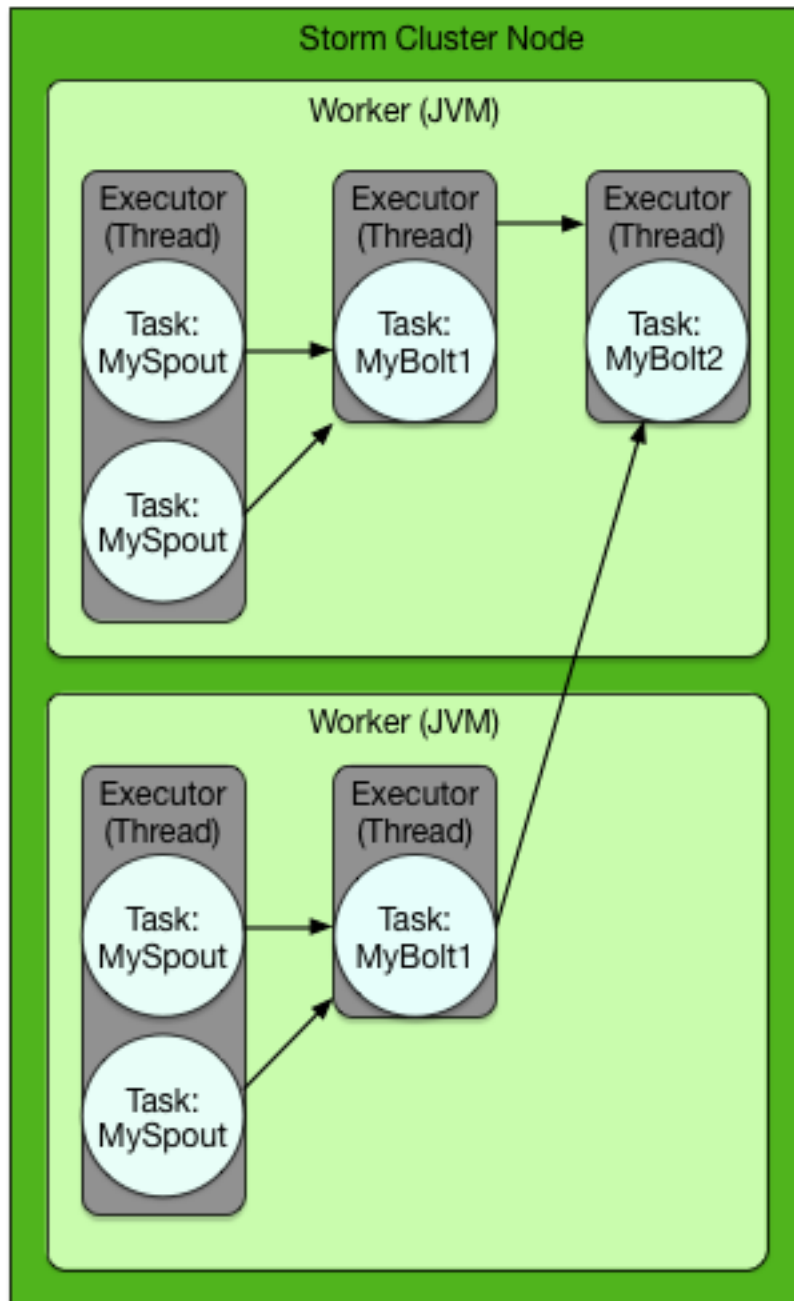 Storm Cluster Node
Worker (JVM)
Executor
(Thread)
Task:
MySpout
Task:
MySpout
Executor
(Thread)
Task:
MyBolt1
Executor
(Thread)
Task:
MyBolt2
Worker (JVM)
Executor
(Thread)
Task:
MySpout
Task:
MySpout
Executor
(Thread)
Task:
MyBolt1